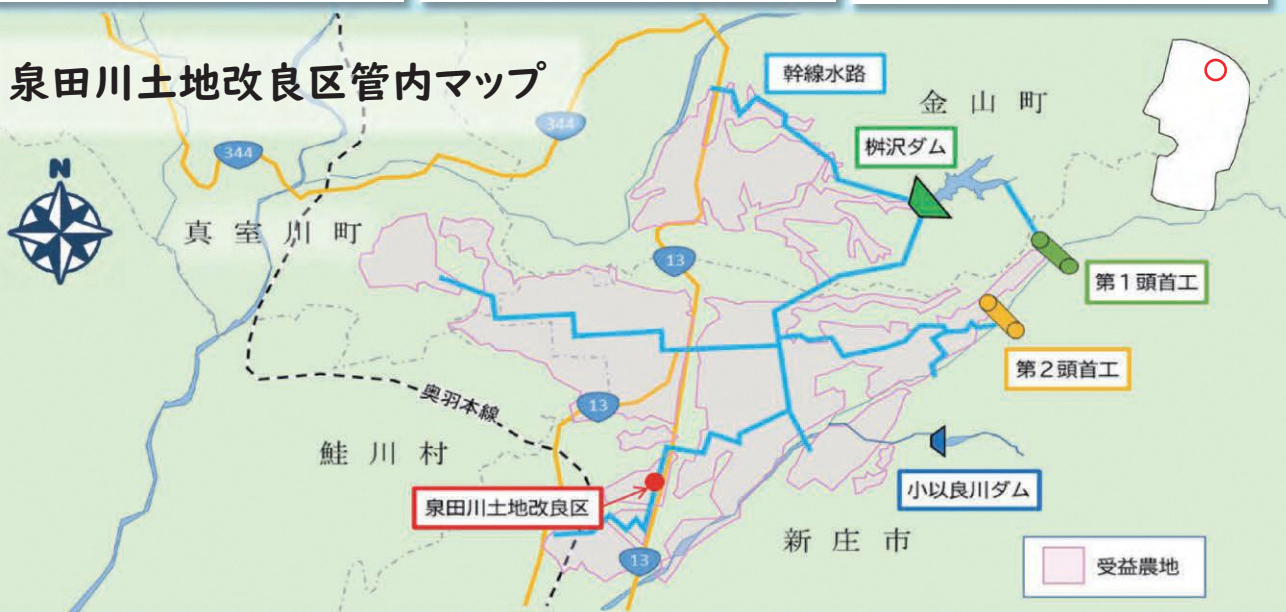 泉田川土地改良区管内マップ
幹線水路
金山町
344
344
桝沢ダム
N
真室川町
13
第1頭首工
第2頭首工
奥羽本線
13
鮭川村
小以良川ダム
泉田川土地改良区
新庄市
13
受益農地